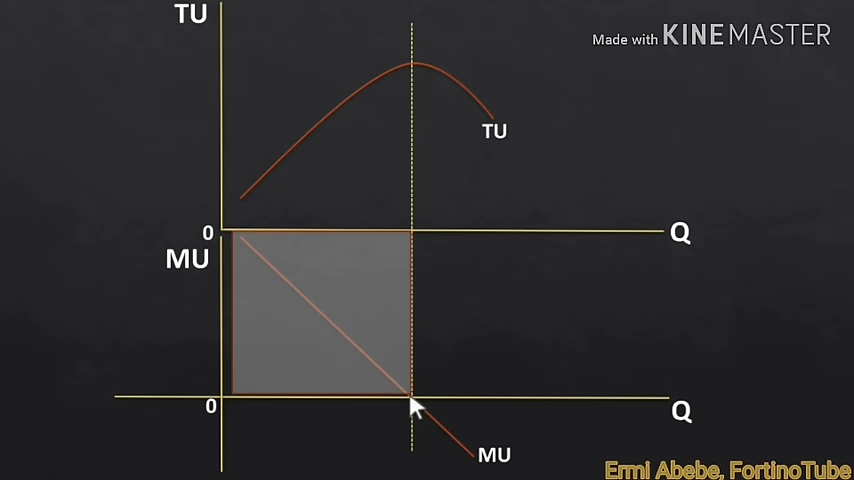 TU
Made with KINEMASTER
TU
0
Q
MU
0
Q
MU
Ermi Abebe, FortinoTube